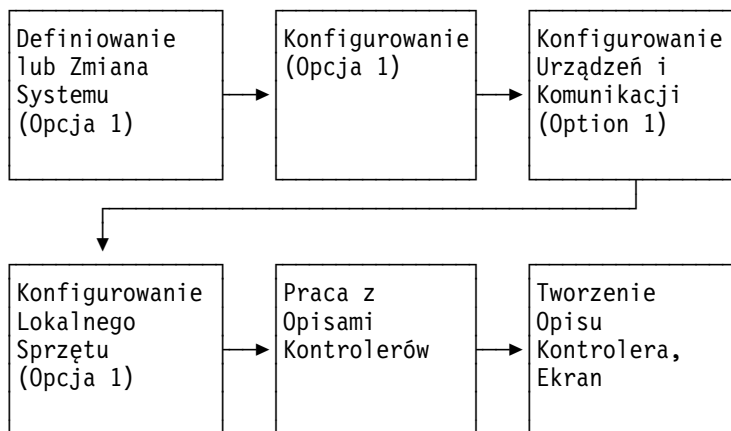 Definiowanie
lub Zmiana
Systemu
(Opcja 1)
Konfigurowanie
(Opcja 1)
Konfigurowanie
Urządzeń i
Komunikacji
(Option 1)
Konfigurowanie
Lokalnego
Sprzętu
(Opcja 1)
Praca z
Opisami
Kontrolerów
Tworzenie
Opisu
Kontrolera,
Ekran